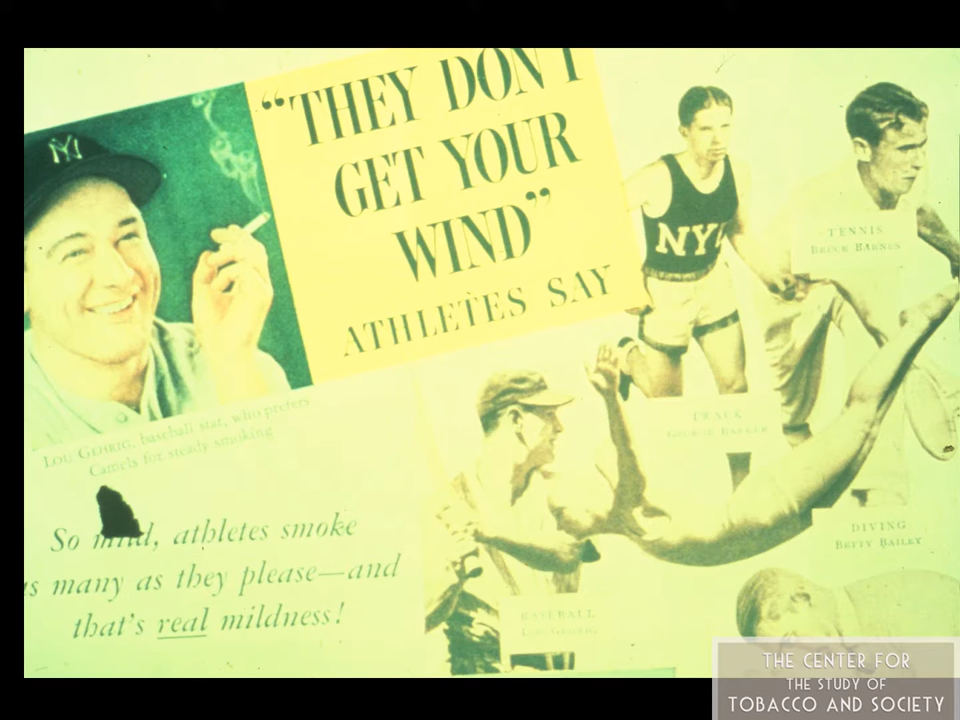 "THEY DON'T
GET YOUR
WIND"
ATHLETES SAY
NY
LOU GEHRIG, baseball star, who prefers
Camels for steady smoking
So mild, athletes smoke
as many as they please—and
that's real mildness!
NYU
TENNIS
BRUCE BARNES
TRACK
GEORGE BARKER
DIVING
BETTY BAILEY
BASEBALL
LOU GEHRIG
THE CENTER FOR
THE STUDY OF
TOBACCO AND SOCIETY